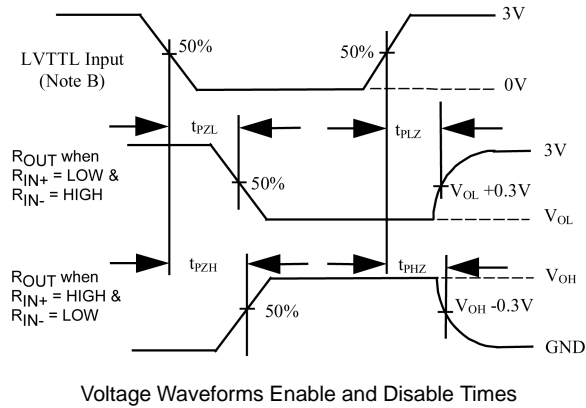 3V
50%
50%
LVTTL Input
(Note B)
0V
tPZL
tPLZ
ROUT when
RIN+ = LOW &
RIN- = HIGH
3V
50%
VOL +0.3V
VOL
ROUT when
RIN+ = HIGH &
RIN- = LOW
tPZH
tPHZ
VOH
50%
VOH -0.3V
GND
Voltage Waveforms Enable and Disable Times